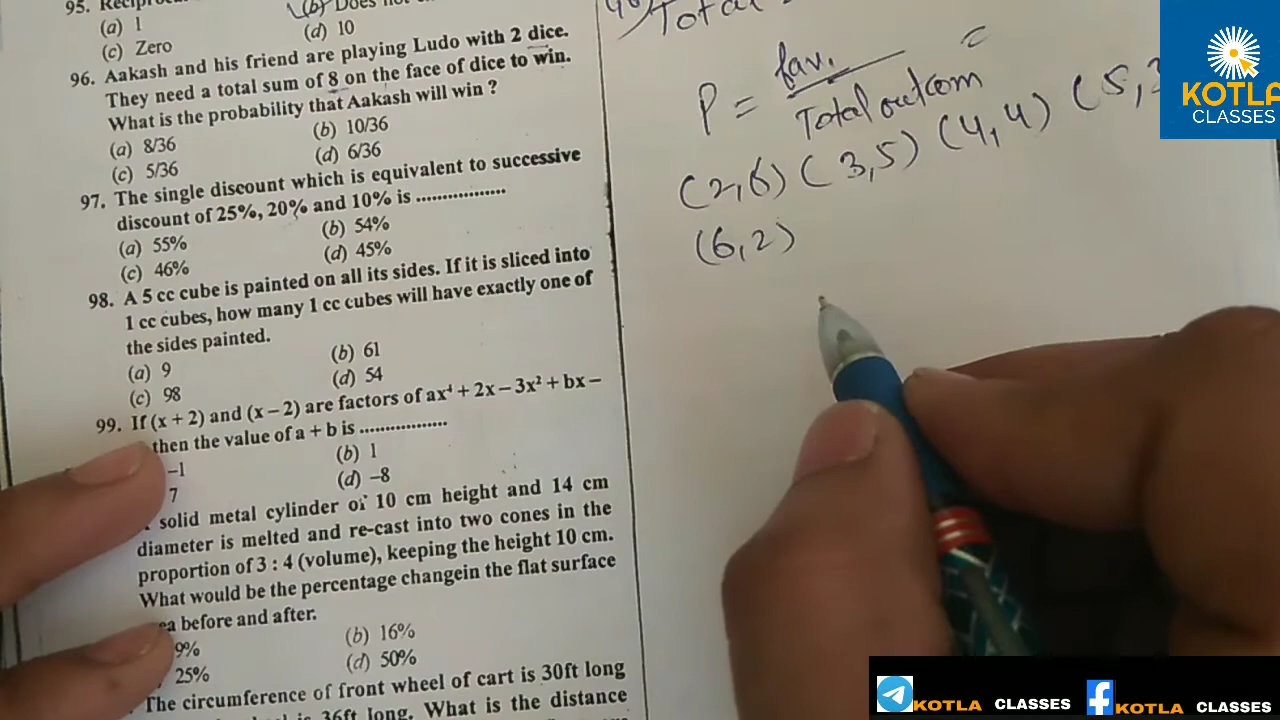 95.
(a) 1
(b) Does not
(c) Zero
(d) 10
96. Aakash and his friend are playing Ludo with 2 dice.
They need a total sum of 8 on the face of dice to win.
What is the probability that Aakash will win ?
(a) 8/36
(b) 10/36
(c) 5/36
(d) 6/36
97. The single discount which is equivalent to successive
discount of 25%, 20% and 10% is .................
(a) 55%
(b) 54%
(c) 46%
(d) 45%
98. A 5 cc cube is painted on all its sides. If it is sliced into
1 cc cubes, how many 1 cc cubes will have exactly one of
the sides painted.
(a) 9
(b) 61
(c) 98
(d) 54
99. If (x + 2) and (x – 2) are factors of ax⁴ + 2x – 3x² + bx –
then the value of a + b is .................
–1
(b) 1
7
(d) –8
solid metal cylinder of 10 cm height and 14 cm
diameter is melted and re-cast into two cones in the
proportion of 3 : 4 (volume), keeping the height 10 cm.
What would be the percentage changein the flat surface
before and after.
9%
(b) 16%
25%
(d) 50%
The circumference of front wheel of cart is 30ft long
is 36ft long. What is the distance
Total
P = fav. =
Total outcom
(2,6) (3,5) (4,4) (5,
(6,2)
KOTLA
CLASSES
KOTLA CLASSES
KOTLA CLASSES